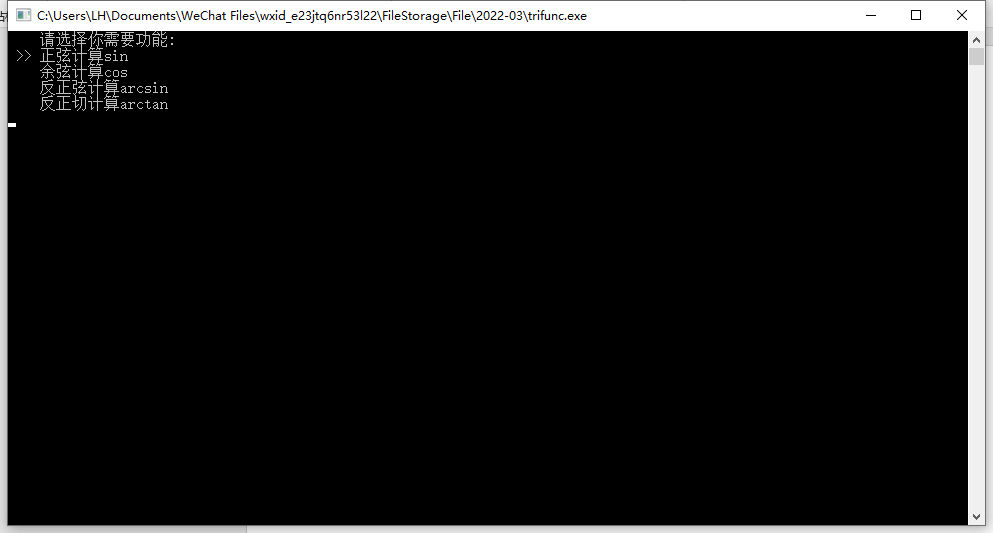 C:\Users\LH\Documents\WeChat Files\wxid_e23jtq6nr53l22\FileStorage\File\2022-03\trifunc.exe
请选择你需要功能:
>> 正弦计算sin
余弦计算cos
反正弦计算arcsin
反正切计算arctan